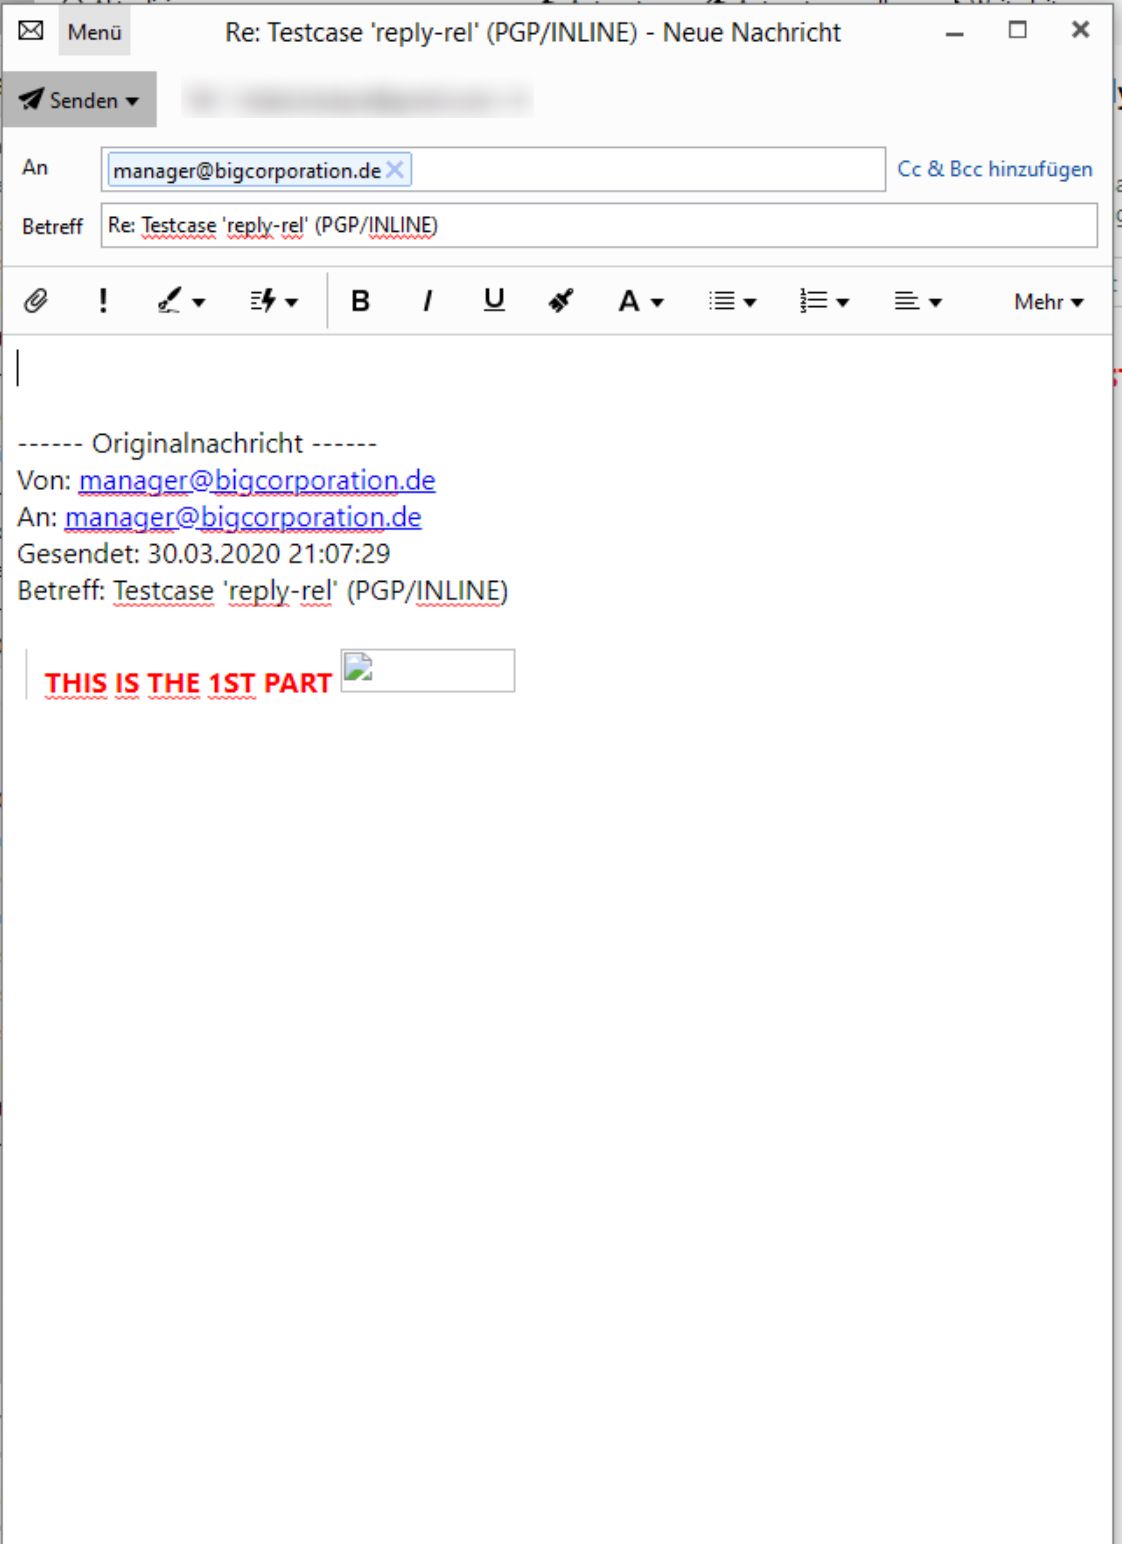 Menü
Re: Testcase 'reply-rel' (PGP/INLINE) - Neue Nachricht
Senden
An
manager@bigcorporation.de
Cc & Bcc hinzufügen
Betreff
Re: Testcase 'reply-rel' (PGP/INLINE)
! B I U A Mehr
------ Originalnachricht ------
Von: manager@bigcorporation.de
An: manager@bigcorporation.de
Gesendet: 30.03.2020 21:07:29
Betreff: Testcase 'reply-rel' (PGP/INLINE)
THIS IS THE 1ST PART